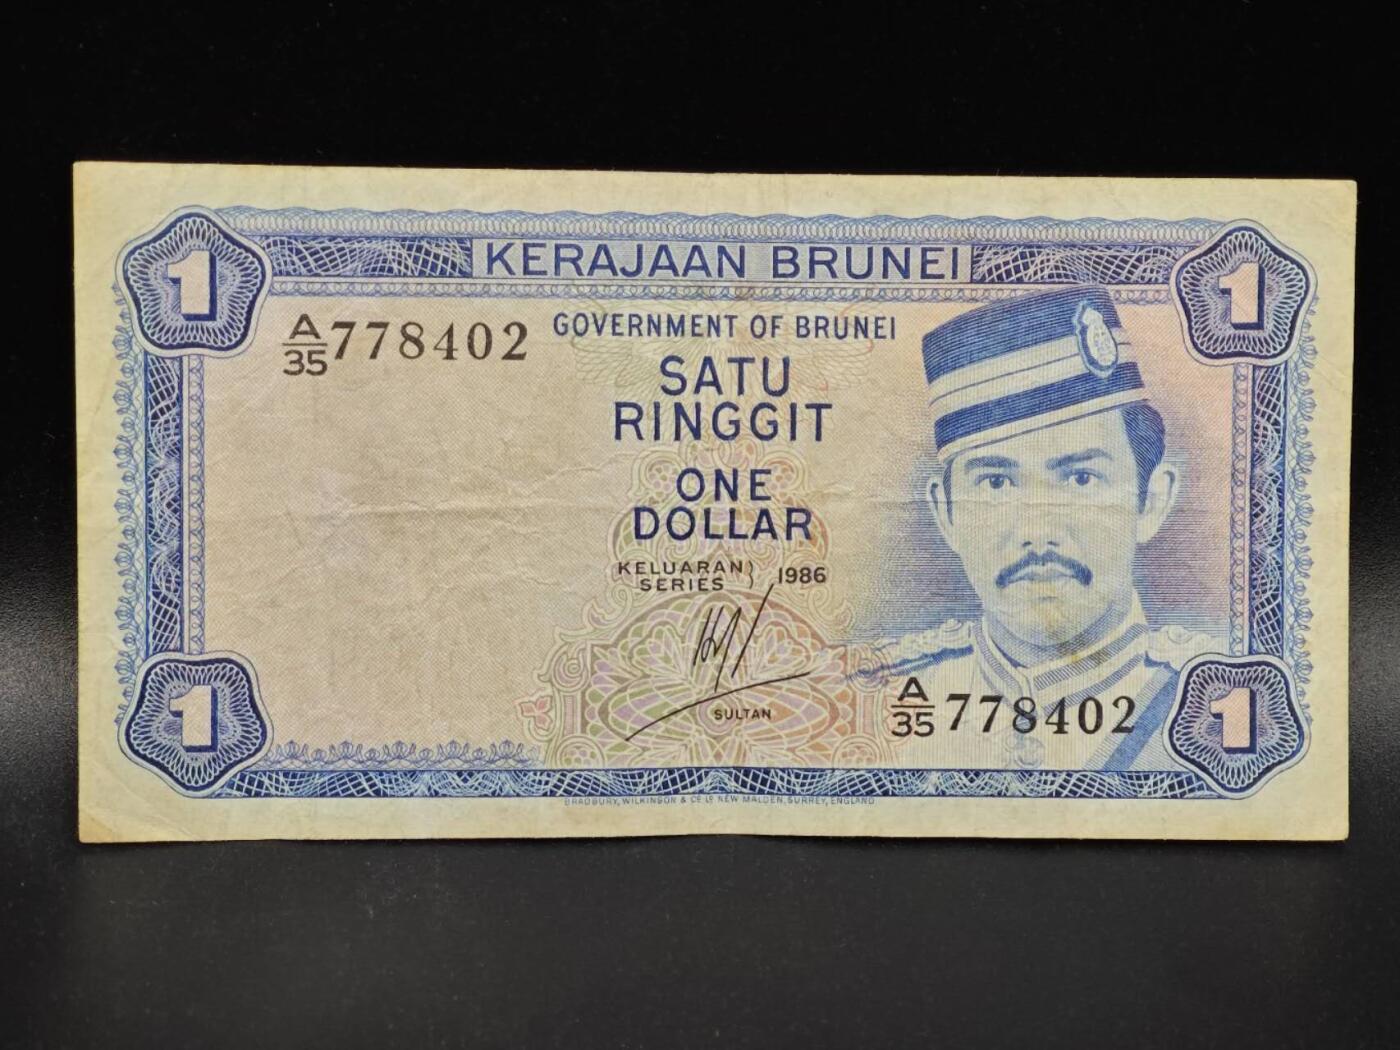 1
KERAJAAN BRUNEI
1
A/35 778402
GOVERNMENT OF BRUNEI
SATU
RINGGIT
ONE
DOLLAR
KELUARAN
SERIES } 1986
SULTAN
A/35 778402
1
1
BRADBURY, WILKINSON & Co. Ld. NEW MALDEN, SURREY, ENGLAND